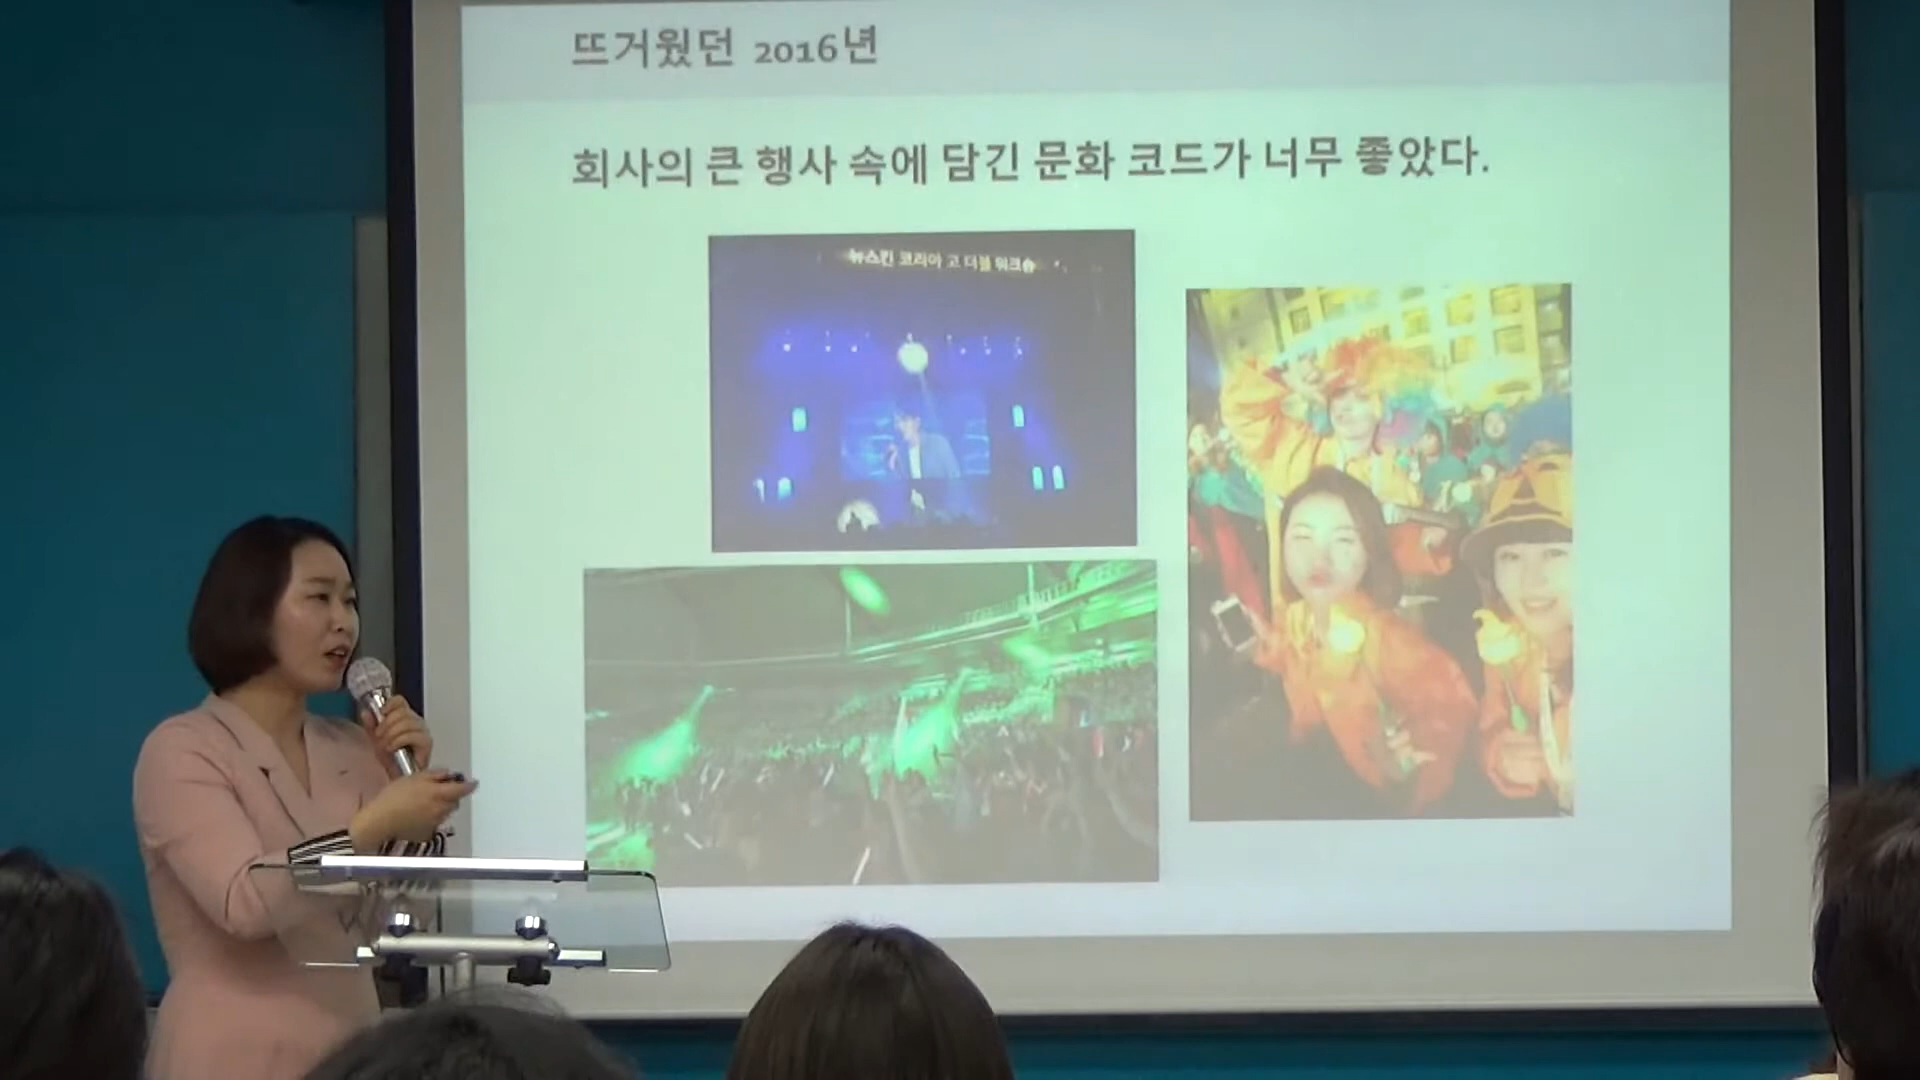 뜨거웠던 2016년
회사의 큰 행사 속에 담긴 문화 코드가 너무 좋았다.
뉴스킨 코리아 고 더블 워크숍